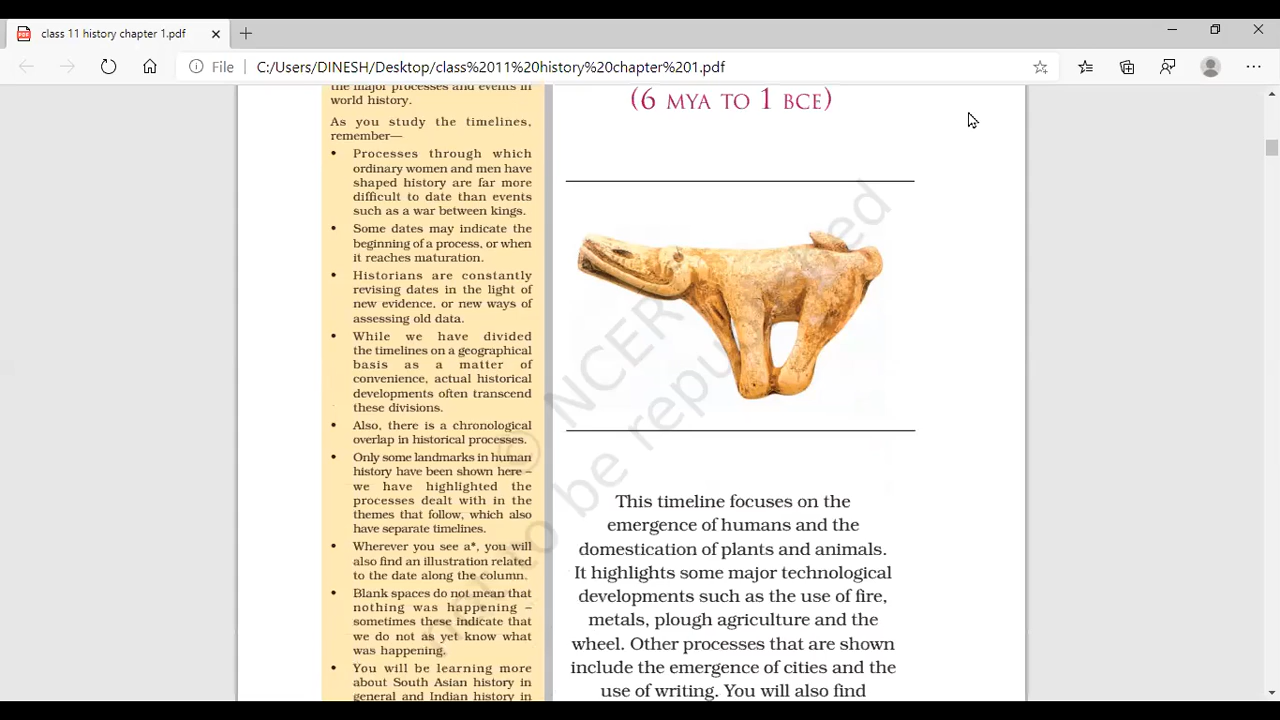 class 11 history chapter 1.pdf
File
C:/Users/DINESH/Desktop/class%2011%20history%20chapter%201.pdf
the major processes and events in
world history.
As you study the timelines,
remember—
• Processes through which
ordinary women and men have
shaped history are far more
difficult to date than events
such as a war between kings.
• Some dates may indicate the
beginning of a process, or when
it reaches maturation.
• Historians are constantly
revising dates in the light of
new evidence, or new ways of
assessing old data.
• While we have divided
the timelines on a geographical
basis as a matter of
convenience, actual historical
developments often transcend
these divisions.
• Also, there is a chronological
overlap in historical processes.
• Only some landmarks in human
history have been shown here –
we have highlighted the
processes dealt with in the
themes that follow, which also
have separate timelines.
• Wherever you see a*, you will
also find an illustration related
to the date along the column.
• Blank spaces do not mean that
nothing was happening –
sometimes these indicate that
we do not as yet know what
was happening.
• You will be learning more
about South Asian history in
general and Indian history in
(6 MYA TO 1 BCE)
This timeline focuses on the
emergence of humans and the
domestication of plants and animals.
It highlights some major technological
developments such as the use of fire,
metals, plough agriculture and the
wheel. Other processes that are shown
include the emergence of cities and the
use of writing. You will also find
© NCER
to be repu
ed